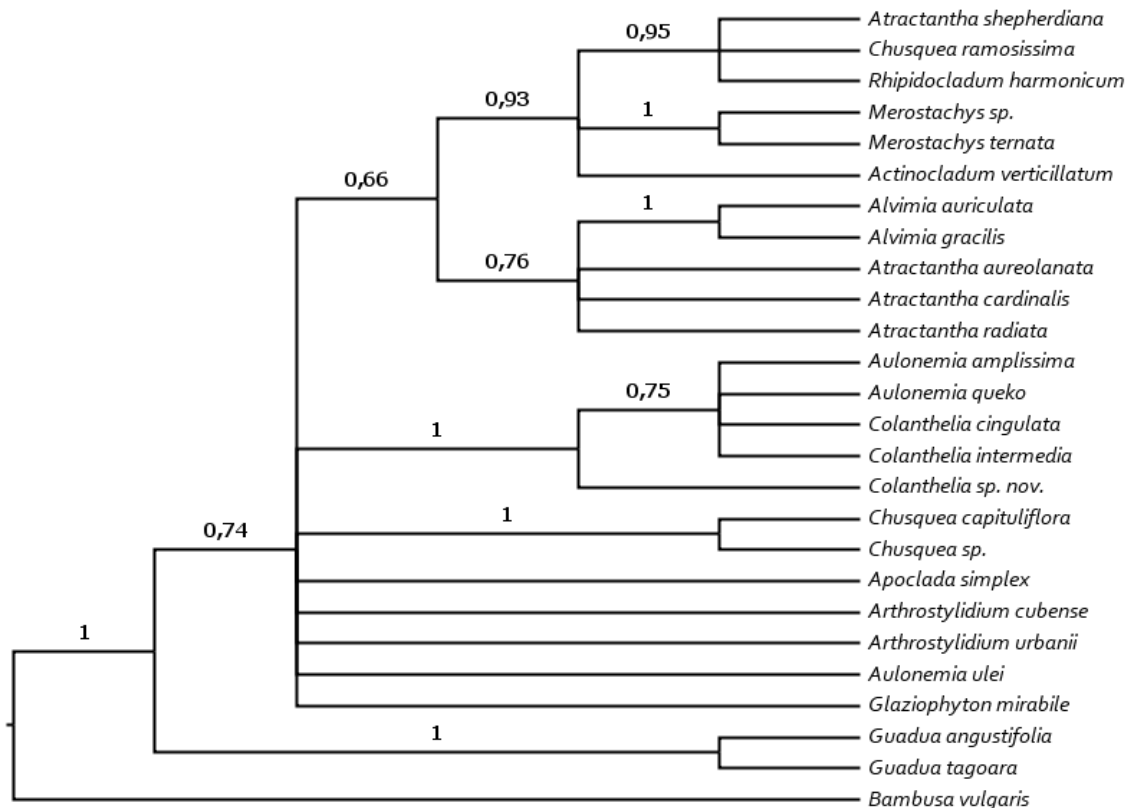 Atractantha shepherdiana
0,95
Chusquea ramosissima
Rhipidocladum harmonicum
0,93
1
Merostachys sp.
Merostachys ternata
0,66
Actinocladum verticillatum
1
Alvimia auriculata
Alvimia gracilis
0,76
Atractantha aureolanata
Atractantha cardinalis
Atractantha radiata
Aulonemia amplissima
0,75
Aulonemia queko
1
Colanthelia cingulata
Colanthelia intermedia
Colanthelia sp. nov.
1
Chusquea capituliflora
0,74
Chusquea sp.
Apoclada simplex
Arthrostylidium cubense
1
Arthrostylidium urbanii
Aulonemia ulei
Glaziophyton mirabile
1
Guadua angustifolia
Guadua tagoara
Bambusa vulgaris